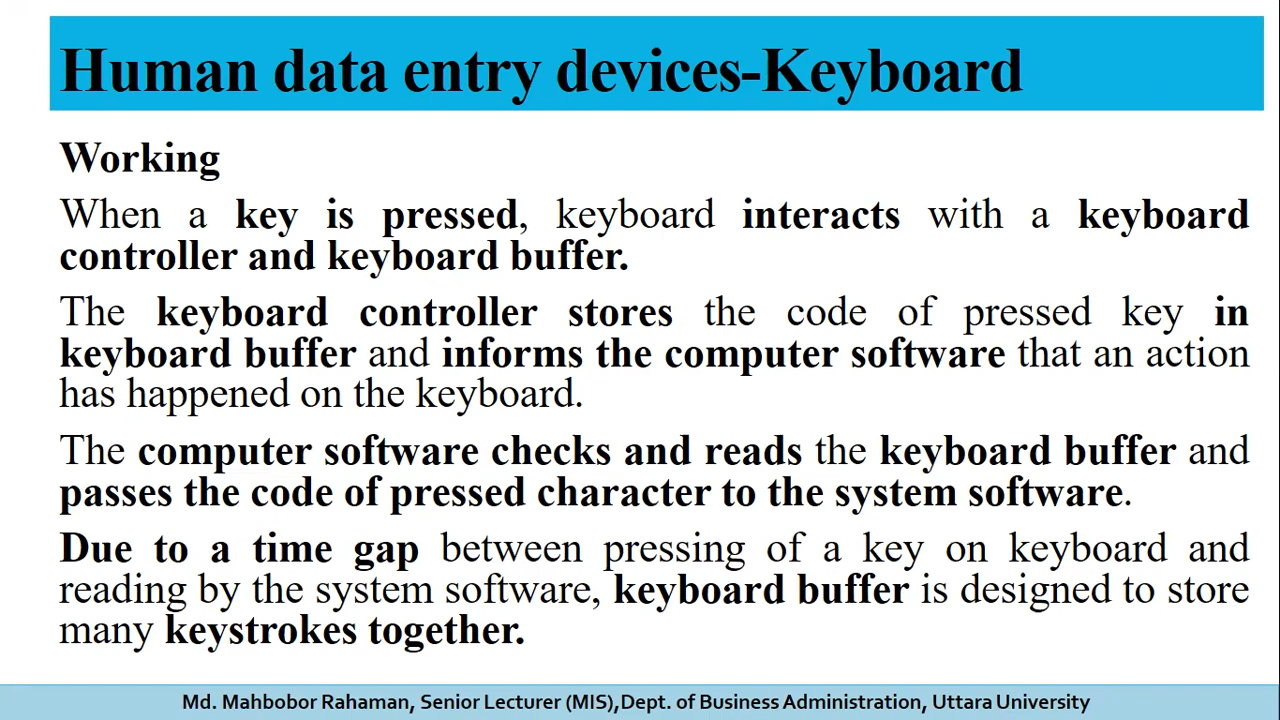 Human data entry devices-Keyboard
Working
When a key is pressed, keyboard interacts with a keyboard
controller and keyboard buffer.
The keyboard controller stores the code of pressed key in
keyboard buffer and informs the computer software that an action
has happened on the keyboard.
The computer software checks and reads the keyboard buffer and
passes the code of pressed character to the system software.
Due to a time gap between pressing of a key on keyboard and
reading by the system software, keyboard buffer is designed to store
many keystrokes together.
Md. Mahbobor Rahaman, Senior Lecturer (MIS),Dept. of Business Administration, Uttara University